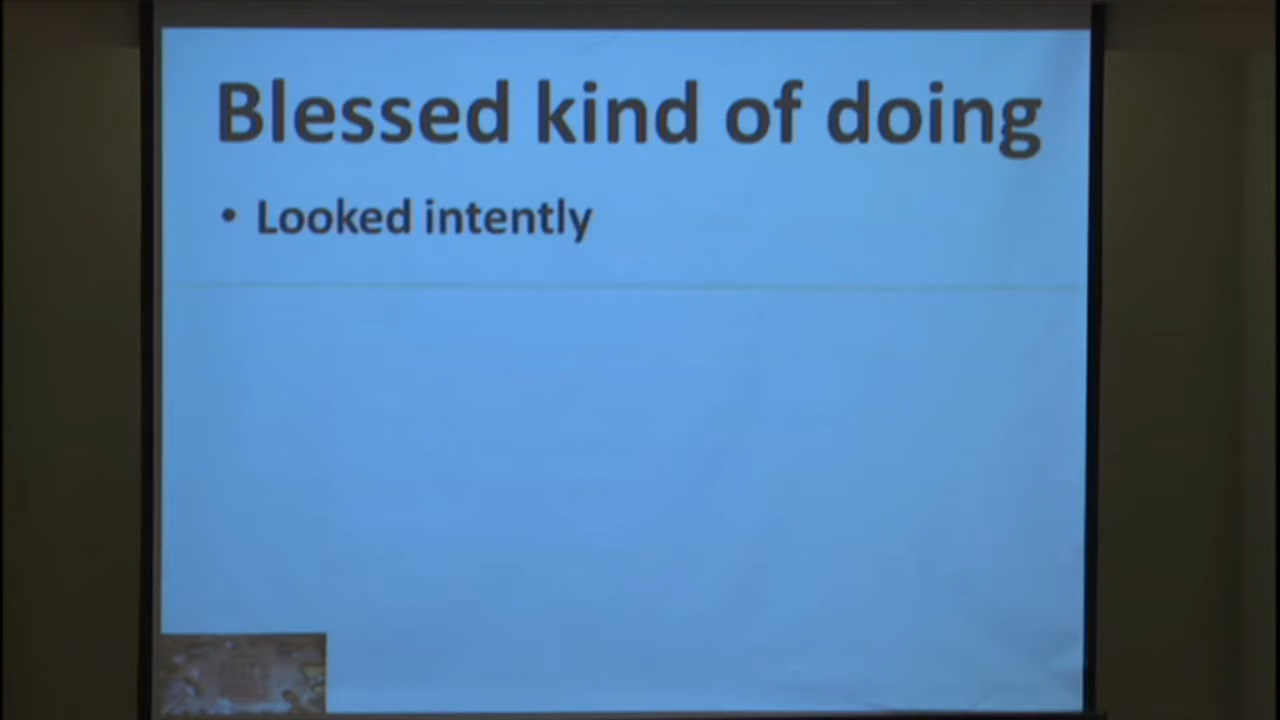 Blessed kind of doing
• Looked intently